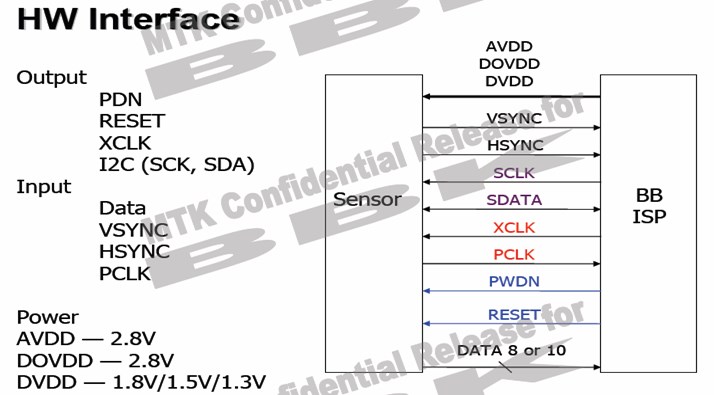 HW Interface
Output
PDN
RESET
XCLK
I2C (SCK, SDA)
Input
Data
VSYNC
HSYNC
PCLK
Power
AVDD — 2.8V
DOVDD — 2.8V
DVDD — 1.8V/1.5V/1.3V
AVDD
DOVDD
DVDD
VSYNC
HSYNC
SCLK
SDATA
XCLK
PCLK
PWDN
RESET
DATA 8 or 10
Sensor
BB
ISP
MTK Confidential
MTK Confidential Release for
BBK
Confidential Release for